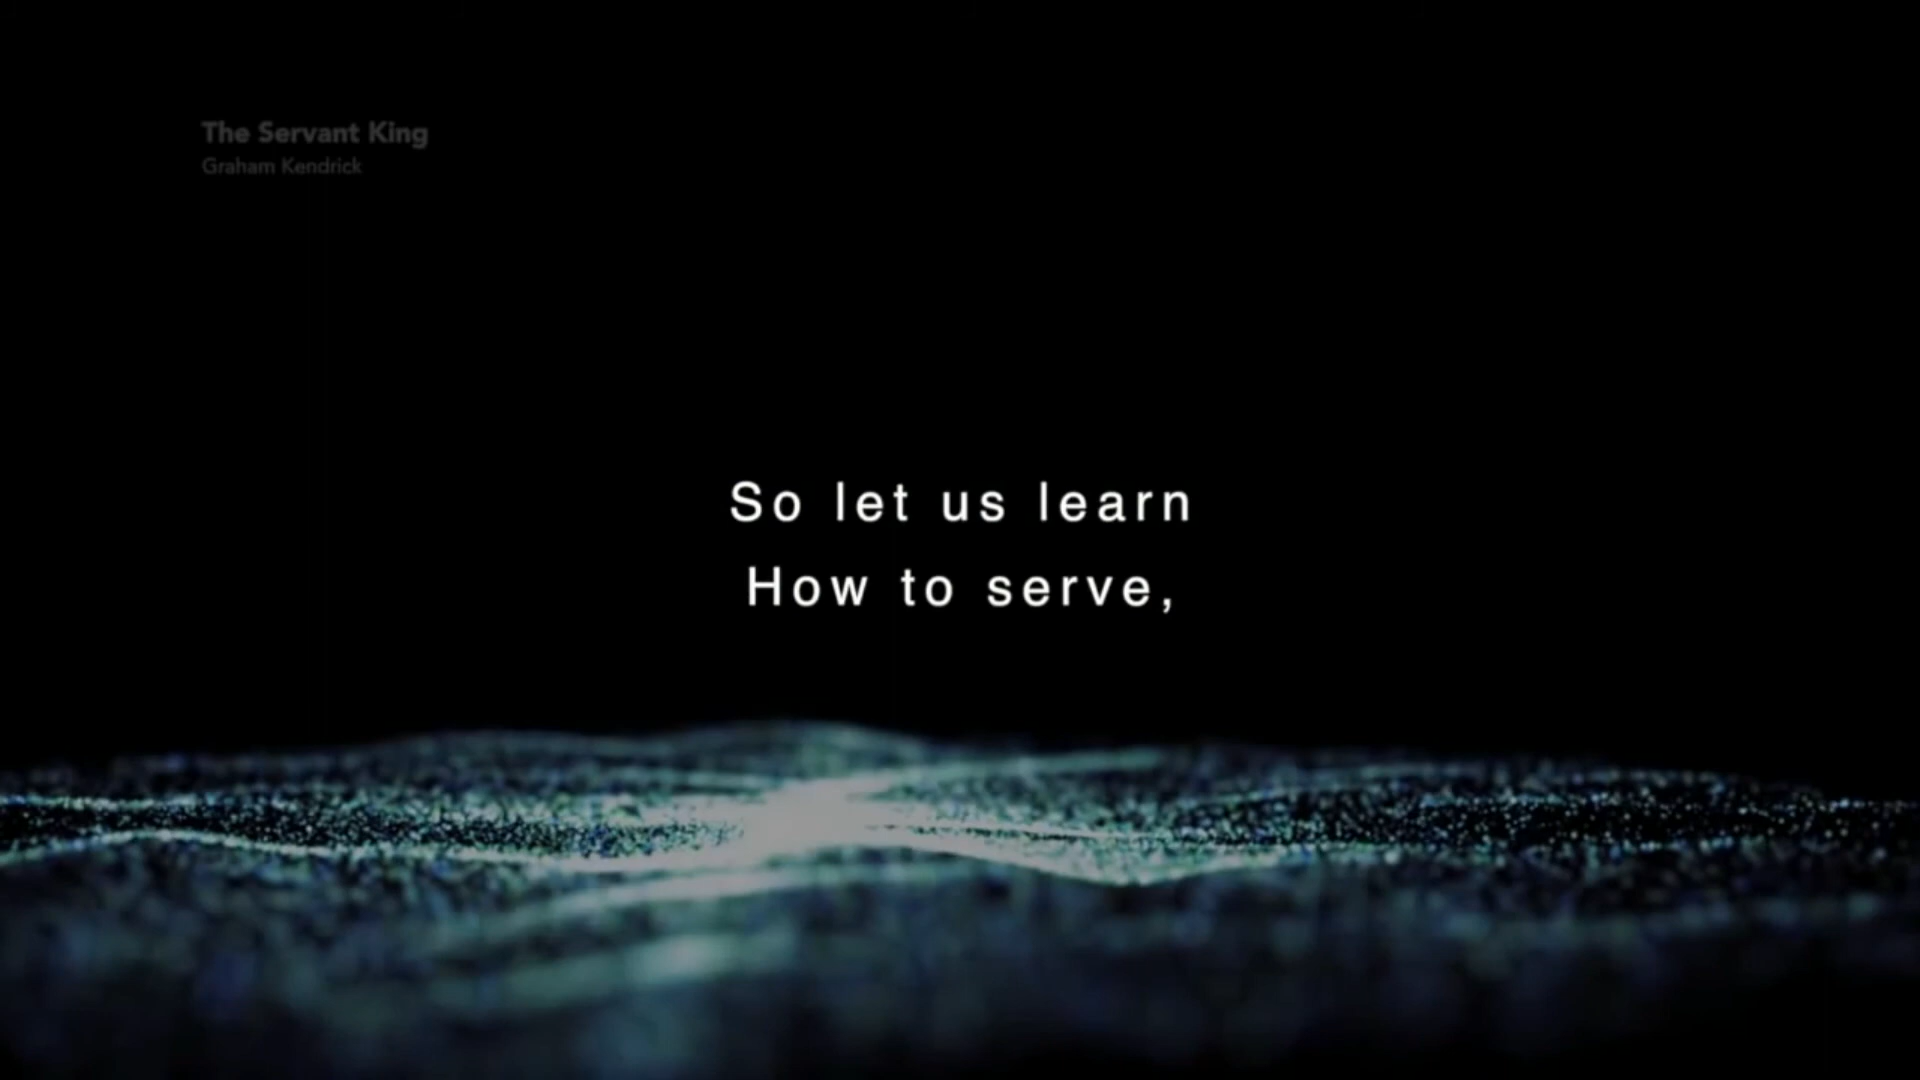 The Servant King
Graham Kendrick
So let us learn
How to serve,